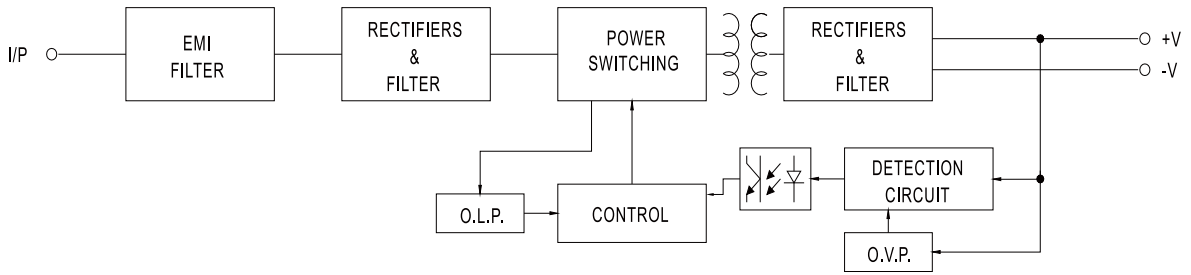 I/P
EMI
FILTER
RECTIFIERS
&
FILTER
POWER
SWITCHING
RECTIFIERS
&
FILTER
+V
-V
O.L.P.
CONTROL
DETECTION
CIRCUIT
O.V.P.